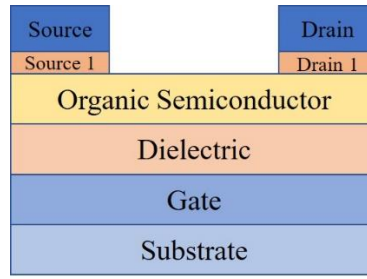 Source Drain
Source 1 Drain 1
Organic Semiconductor
Dielectric
Gate
Substrate